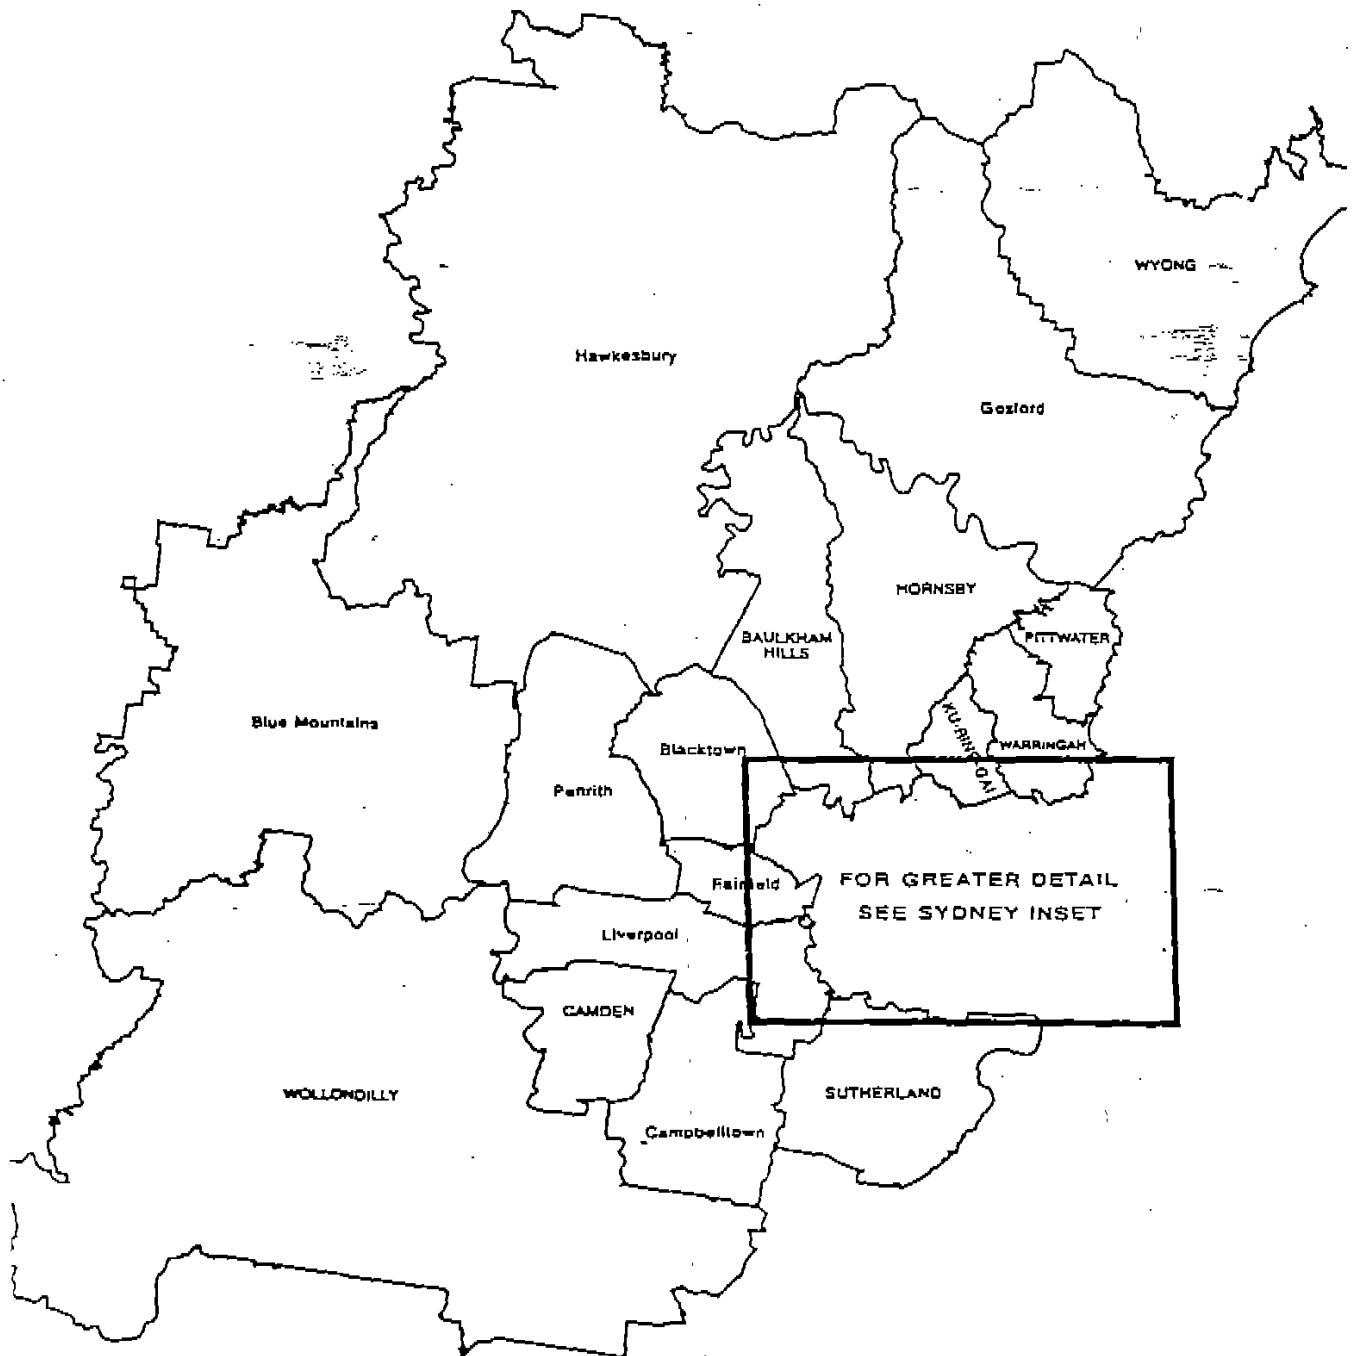 WYONG
Hawkesbury
Gosford
HORNSBY
PITTWATER
BAULKHAM
HILLS
Blue Mountains
KU-RING-GAI
WARRINGAH
Blacktown
Penrith
Fairfield
FOR GREATER DETAIL
SEE SYDNEY INSET
Liverpool
CAMDEN
WOLLONDILLY
SUTHERLAND
Campbelltown